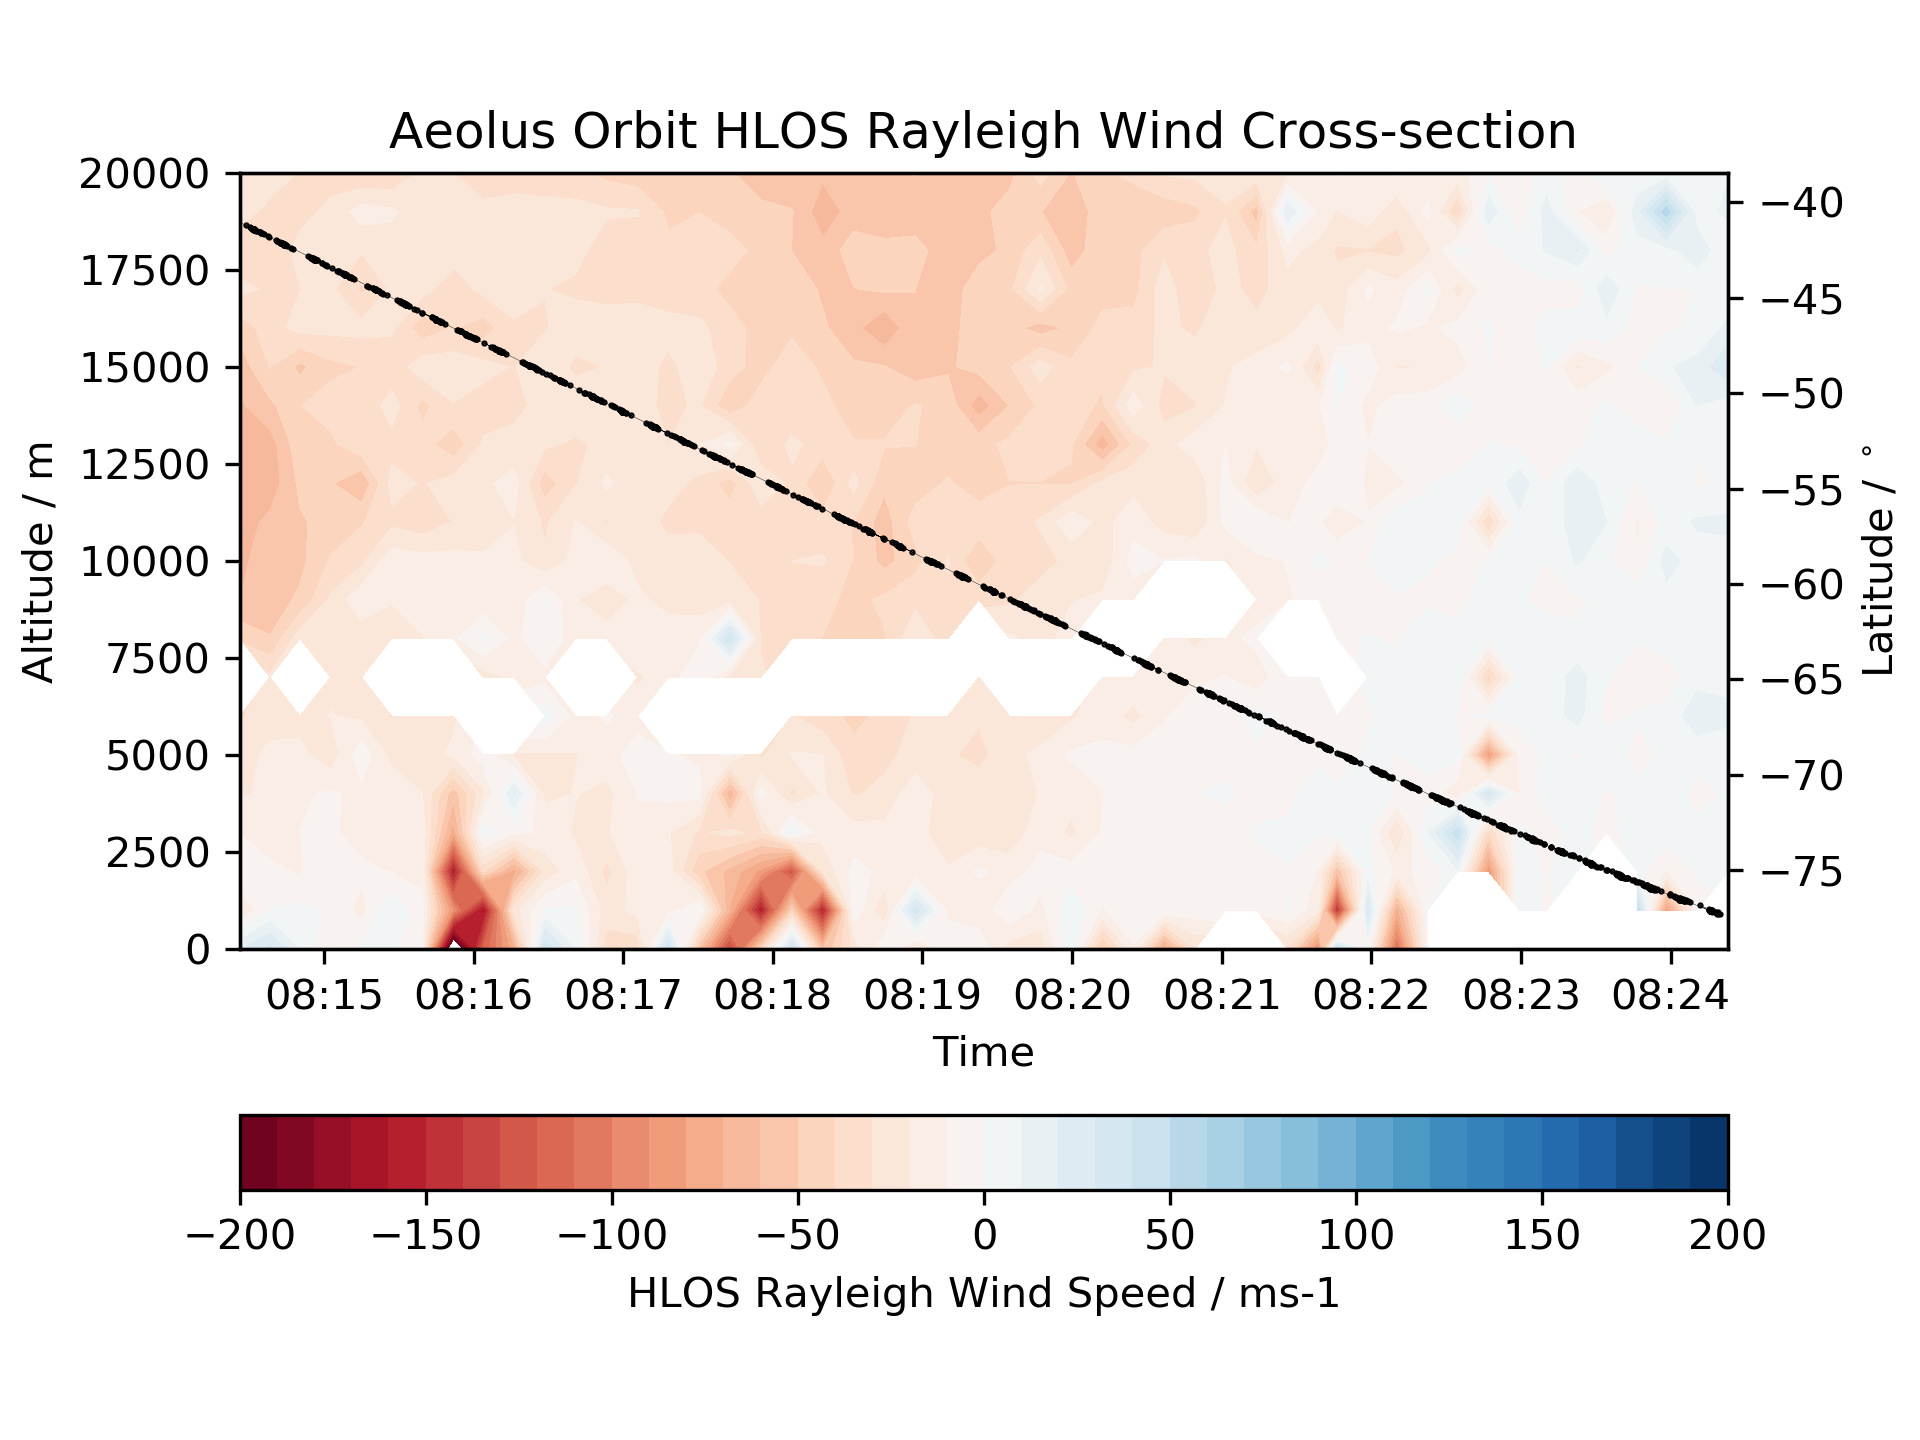 Aeolus Orbit HLOS Rayleigh Wind Cross-section
20000
17500
15000
12500
10000
7500
5000
2500
0
Altitude / m
−40
−45
−50
−55
−60
−65
−70
−75
Latitude / °
08:15 08:16 08:17 08:18 08:19 08:20 08:21 08:22 08:23 08:24
Time
−200 −150 −100 −50 0 50 100 150 200
HLOS Rayleigh Wind Speed / ms-1